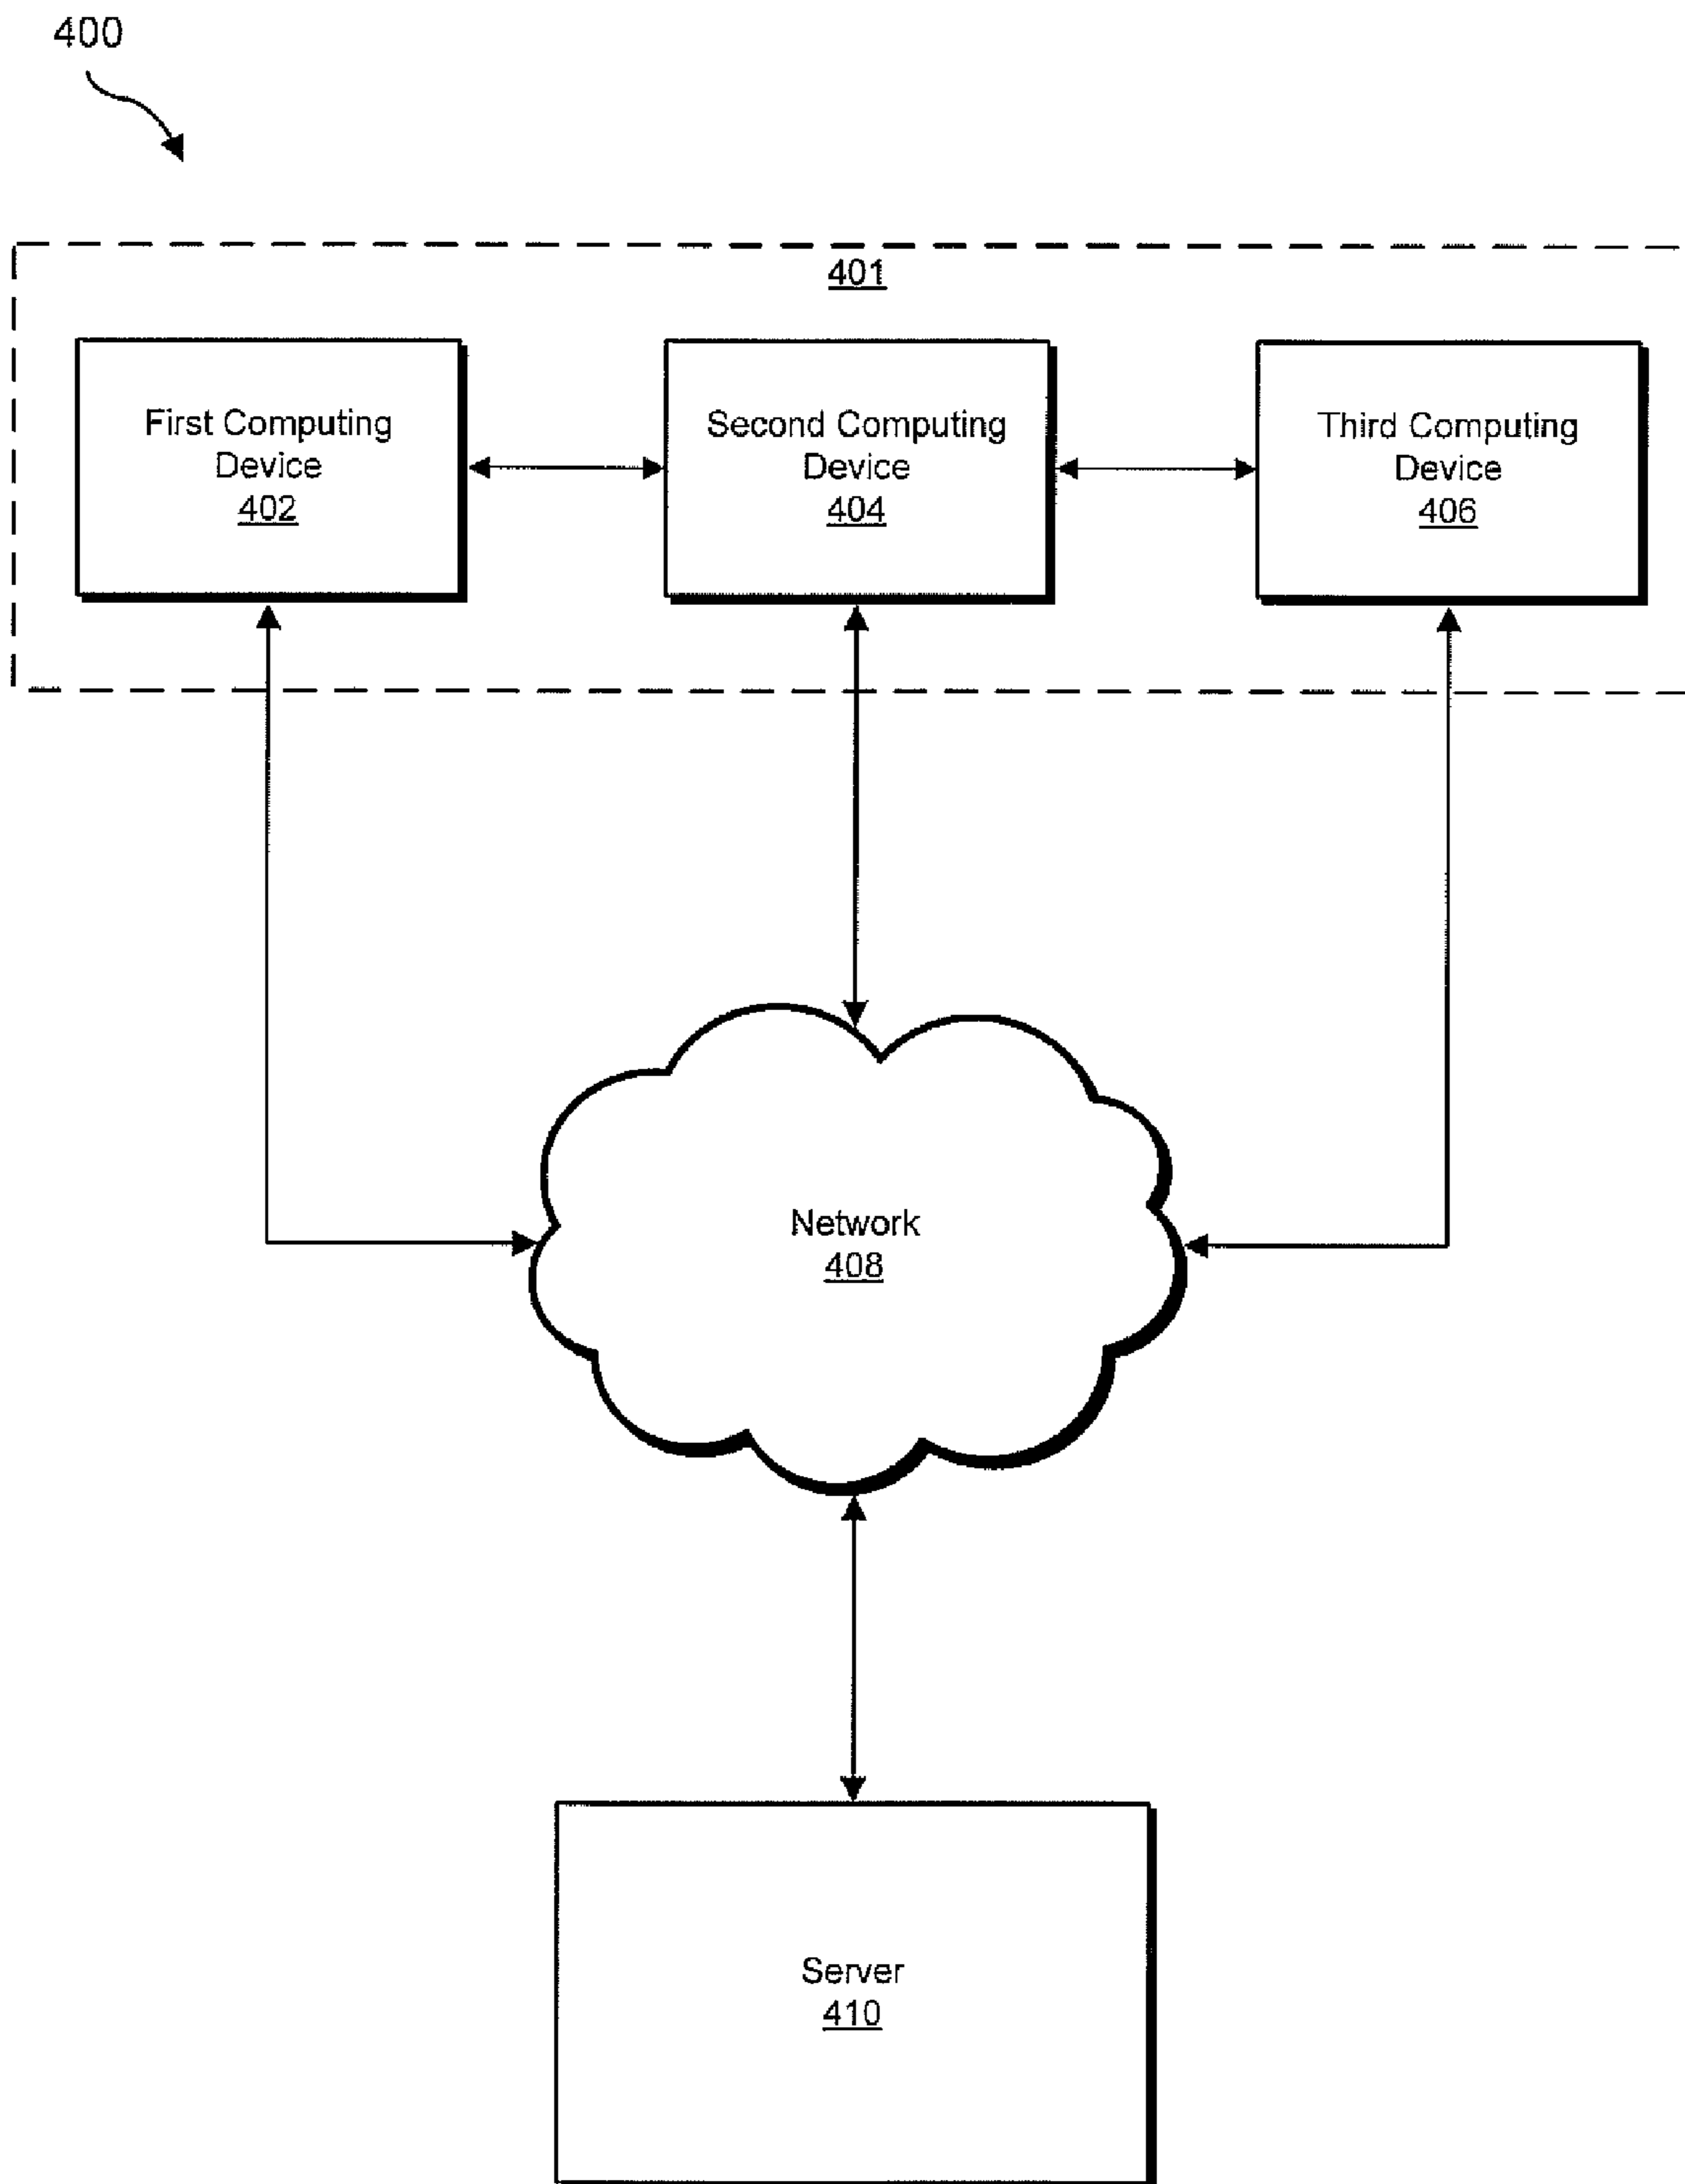 400
401
First Computing
Device
402
Second Computing
Device
404
Third Computing
Device
406
Network
408
Server
410